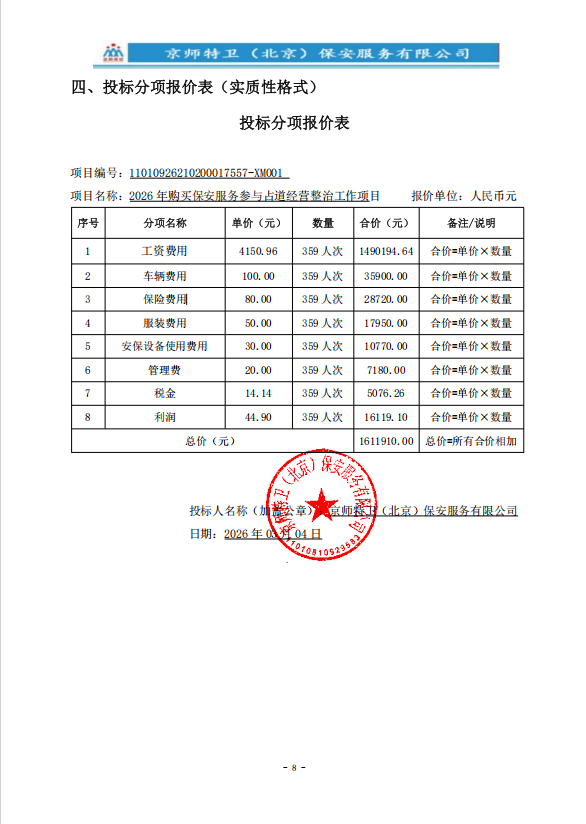 京师特卫（北京）保安服务有限公司
四、投标分项报价表（实质性格式）
投标分项报价表
项目编号：11010926210200017557-XM001
项目名称：2026 年购买保安服务参与占道经营整治工作项目 报价单位：人民币元
序号 分项名称 单价（元） 数量 合价（元） 备注/说明
1 工资费用 4150.96 359 人次 1490194.64 合价=单价×数量
2 车辆费用 100.00 359 人次 35900.00 合价=单价×数量
3 保险费用 80.00 359 人次 28720.00 合价=单价×数量
4 服装费用 50.00 359 人次 17950.00 合价=单价×数量
5 安保设备使用费用 30.00 359 人次 10770.00 合价=单价×数量
6 管理费 20.00 359 人次 7180.00 合价=单价×数量
7 税金 14.14 359 人次 5076.26 合价=单价×数量
8 利润 44.90 359 人次 16119.10 合价=单价×数量
总价（元） 1611910.00 总价=所有合价相加
京师特卫（北京）保安服务有限公司
投标人名称（加盖公章）：京师特卫（北京）保安服务有限公司
日期：2026 年 03 月 04 日
- 8 -